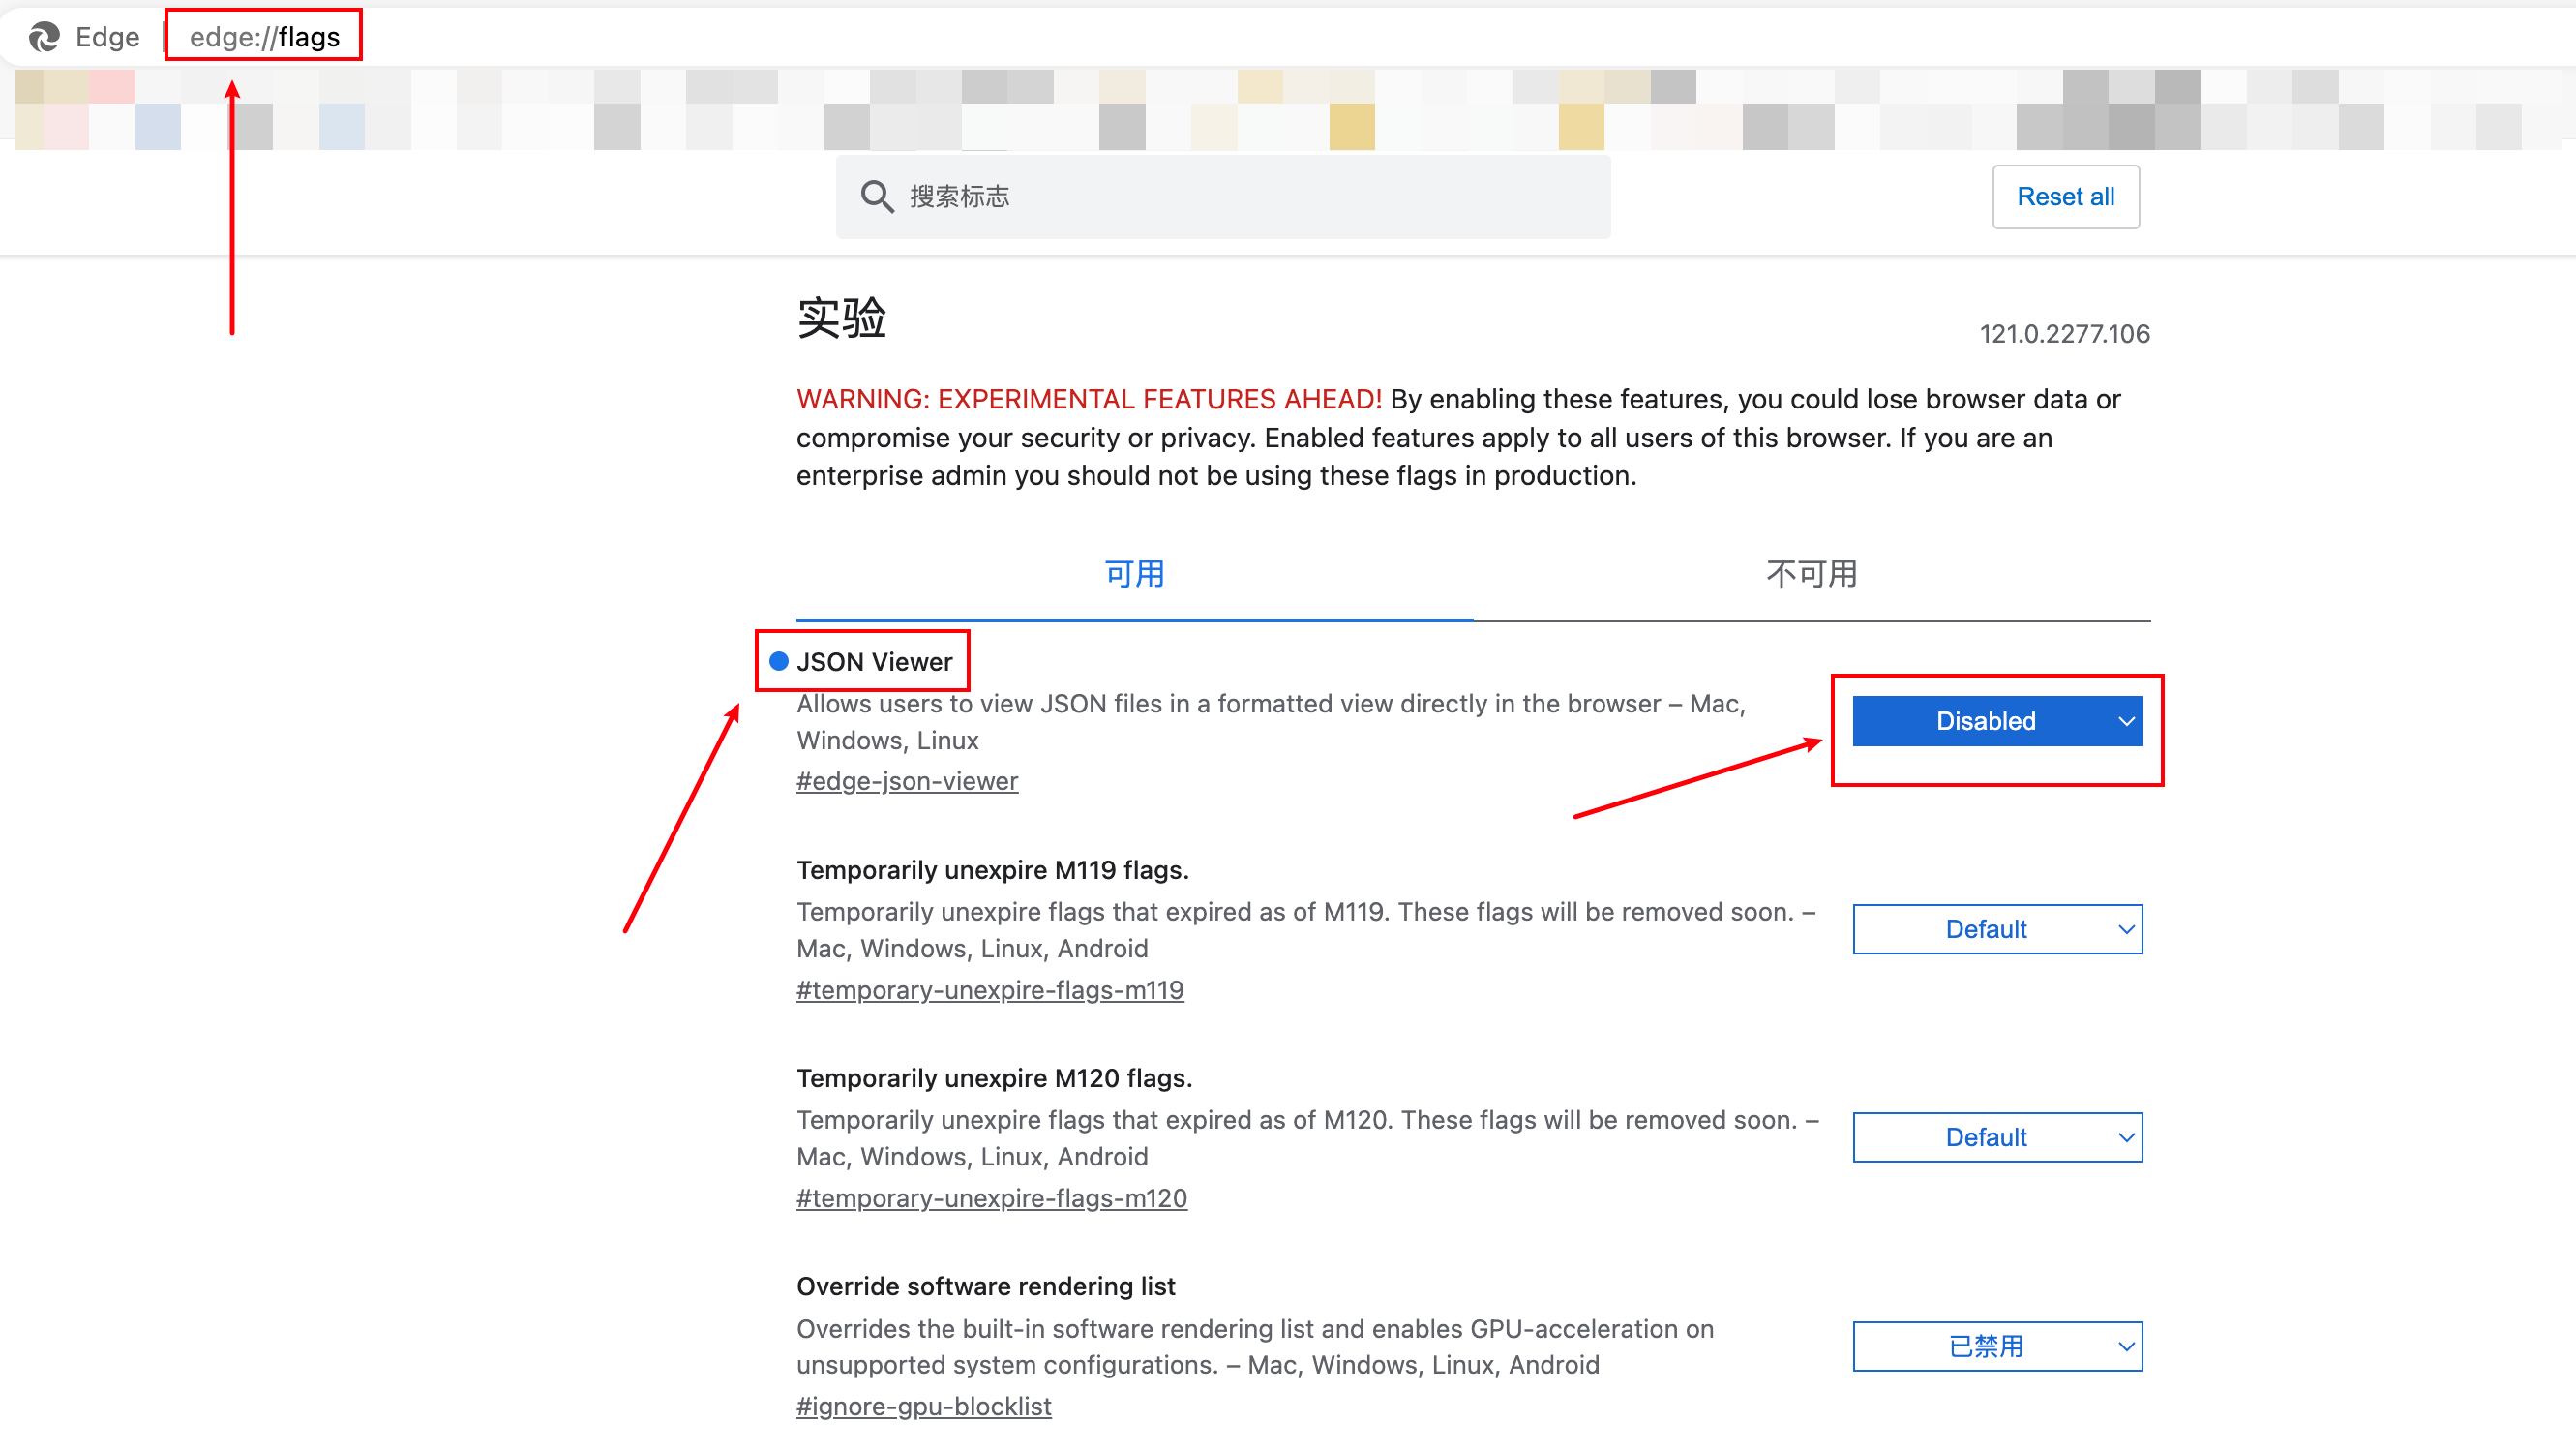 Edge
edge://flags
搜索标志
Reset all
实验
121.0.2277.106
WARNING: EXPERIMENTAL FEATURES AHEAD! By enabling these features, you could lose browser data or
compromise your security or privacy. Enabled features apply to all users of this browser. If you are an
enterprise admin you should not be using these flags in production.
可用
不可用
JSON Viewer
Allows users to view JSON files in a formatted view directly in the browser – Mac,
Windows, Linux
#edge-json-viewer
Disabled
Temporarily unexpire M119 flags.
Temporarily unexpire flags that expired as of M119. These flags will be removed soon. –
Mac, Windows, Linux, Android
#temporary-unexpire-flags-m119
Default
Temporarily unexpire M120 flags.
Temporarily unexpire flags that expired as of M120. These flags will be removed soon. –
Mac, Windows, Linux, Android
#temporary-unexpire-flags-m120
Default
Override software rendering list
Overrides the built-in software rendering list and enables GPU-acceleration on
unsupported system configurations. – Mac, Windows, Linux, Android
#ignore-gpu-blocklist
已禁用